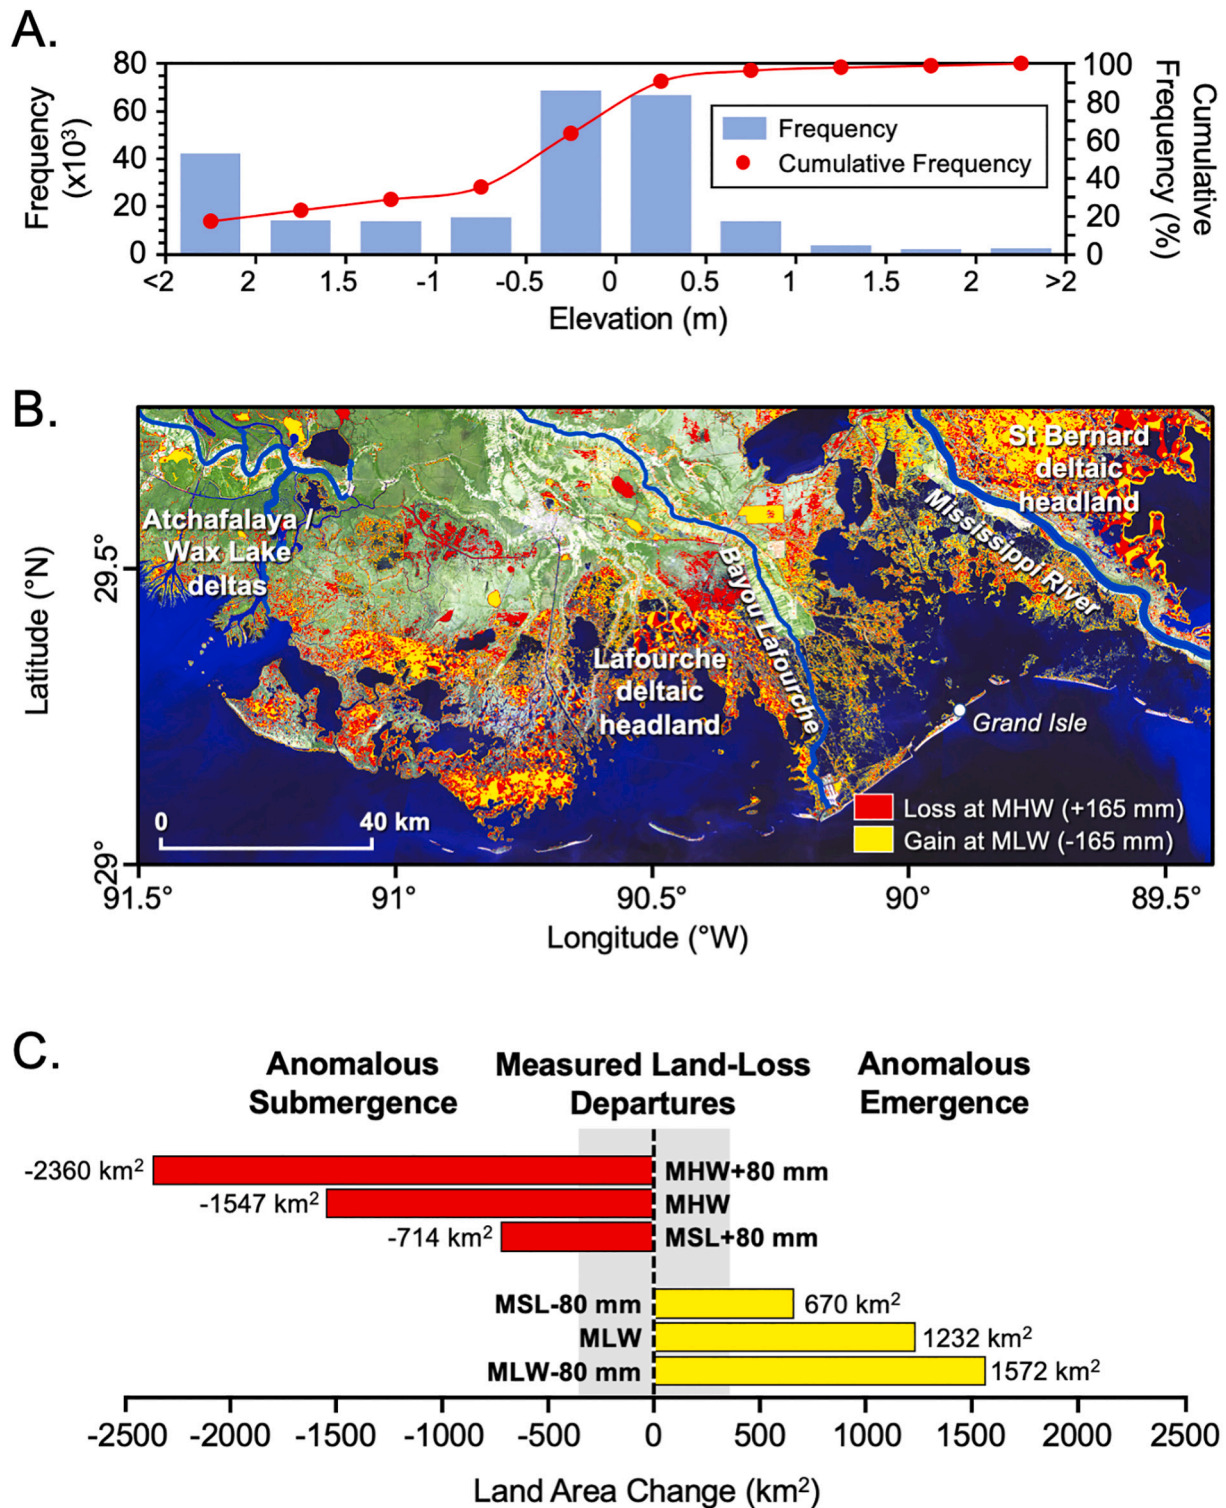 A.
Frequency
(x10³)
80
60
40
20
0
100
80
60
40
20
0
Cumulative
Frequency (%)
Frequency
Cumulative Frequency
<2 2 1.5 -1 -0.5 0 0.5 1 1.5 2 >2
Elevation (m)
B.
Latitude (°N)
29.5°
29°
St Bernard
deltaic
headland
Atchafalaya /
Wax Lake
deltas
Mississippi River
Bayou Lafourche
Lafourche
deltaic
headland
Grand Isle
0 40 km
Loss at MHW (+165 mm)
Gain at MLW (-165 mm)
91.5° 91° 90.5° 90° 89.5°
Longitude (°W)
C.
Anomalous
Submergence
Measured Land-Loss
Departures
Anomalous
Emergence
-2360 km² MHW+80 mm
-1547 km² MHW
-714 km² MSL+80 mm
MSL-80 mm 670 km²
MLW 1232 km²
MLW-80 mm 1572 km²
-2500 -2000 -1500 -1000 -500 0 500 1000 1500 2000 2500
Land Area Change (km²)